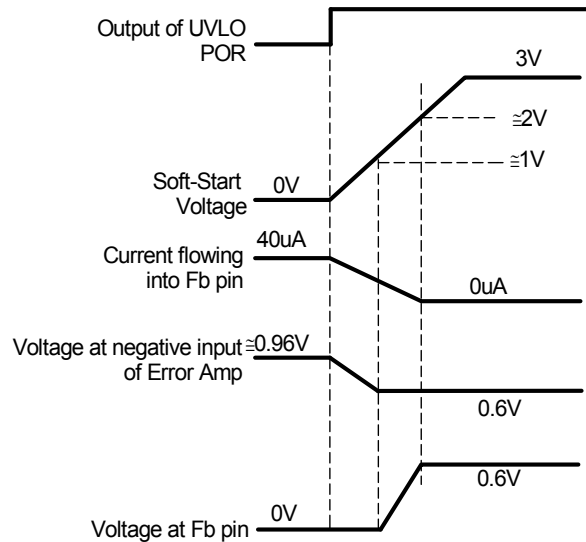 Output of UVLO
POR
3V
≅2V
≅1V
0V
Soft-Start
Voltage
40uA
Current flowing
into Fb pin
0uA
Voltage at negative input
of Error Amp
≅0.96V
0.6V
0.6V
0V
Voltage at Fb pin